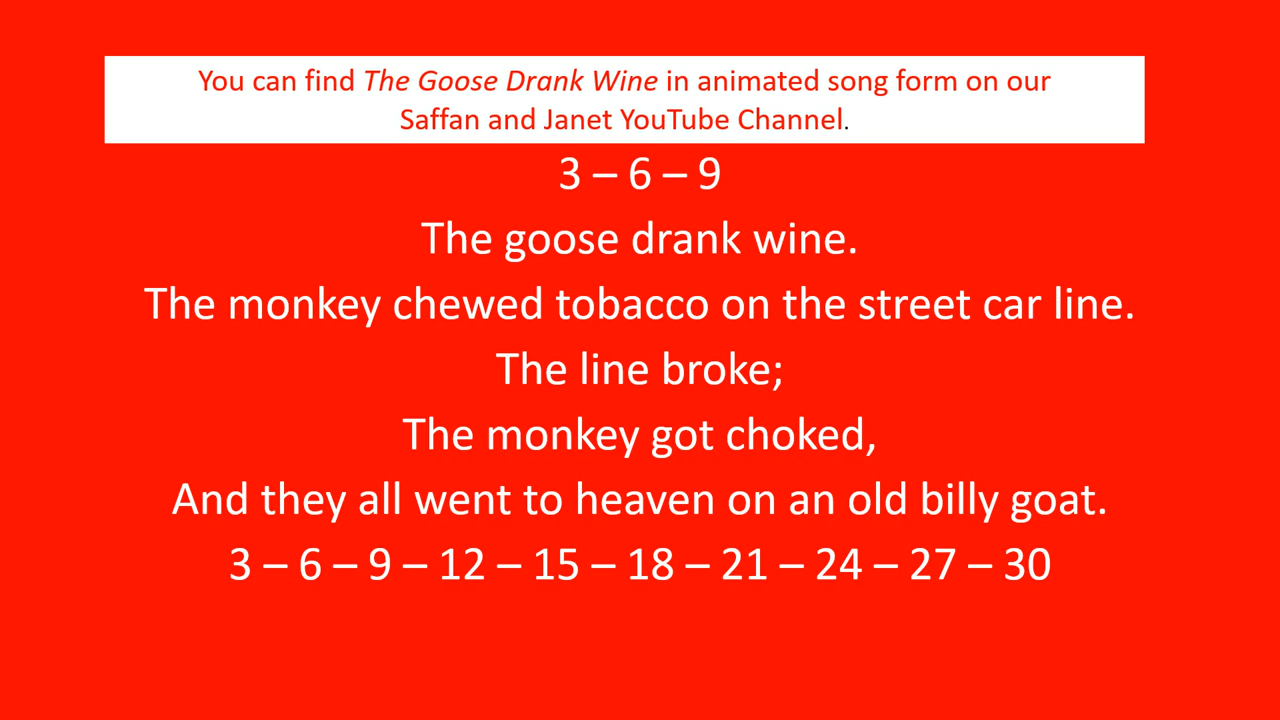 You can find The Goose Drank Wine in animated song form on our
Saffan and Janet YouTube Channel.
3 – 6 – 9
The goose drank wine.
The monkey chewed tobacco on the street car line.
The line broke;
The monkey got choked,
And they all went to heaven on an old billy goat.
3 – 6 – 9 – 12 – 15 – 18 – 21 – 24 – 27 – 30